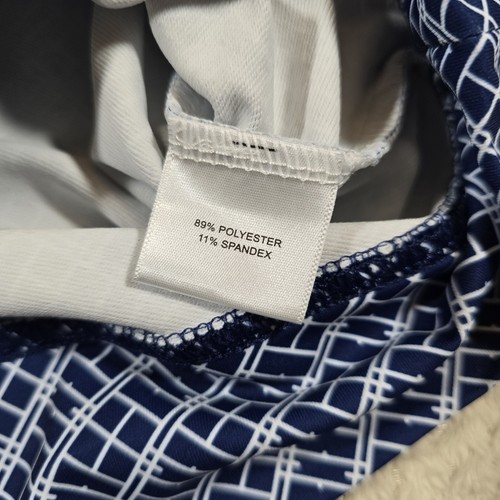 89% POLYESTER
11% SPANDEX